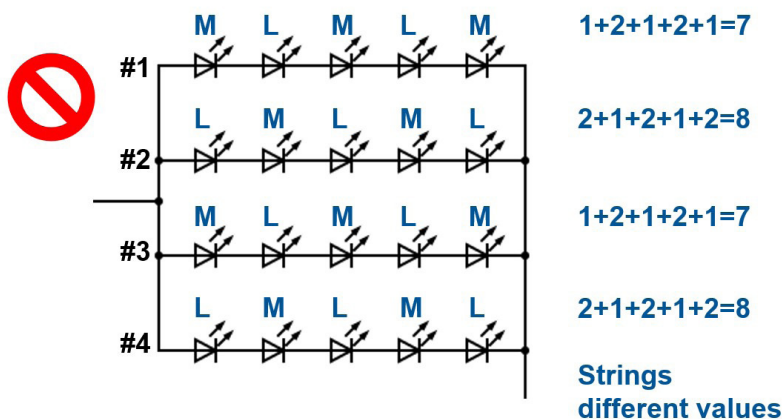 M L M L M 1+2+1+2+1=7
#1
L M L M L 2+1+2+1+2=8
#2
M L M L M 1+2+1+2+1=7
#3
L M L M L 2+1+2+1+2=8
#4
Strings
different values